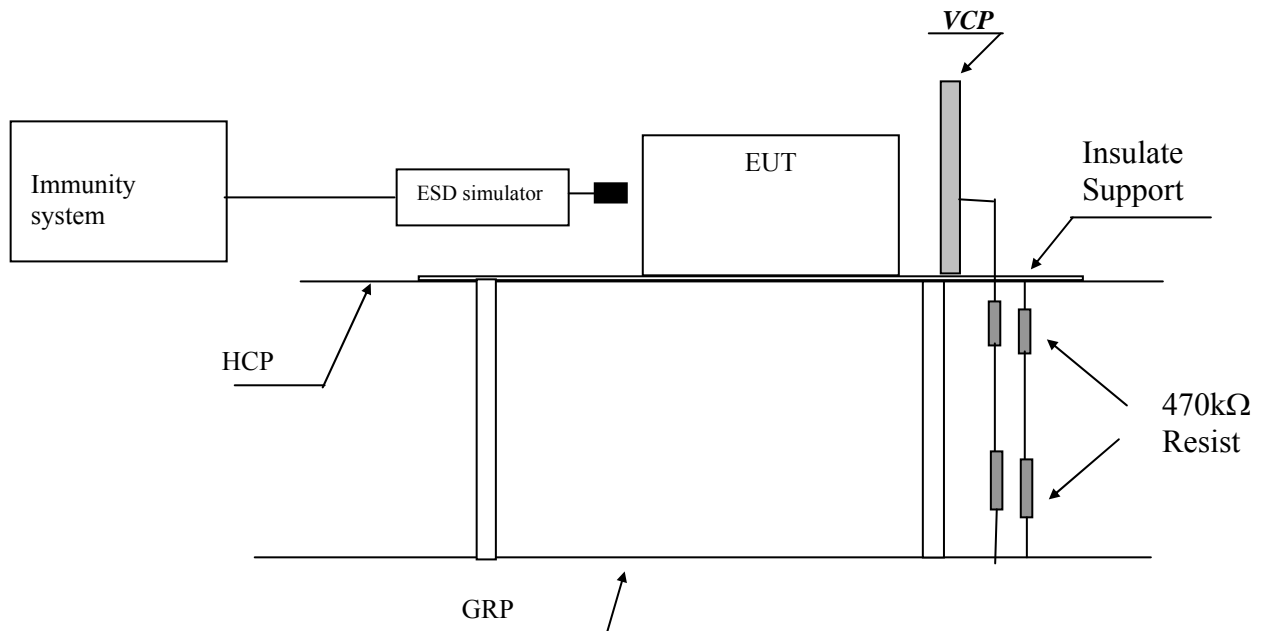 VCP
Immunity
system
ESD simulator
EUT
Insulate
Support
HCP
470kΩ
Resist
GRP